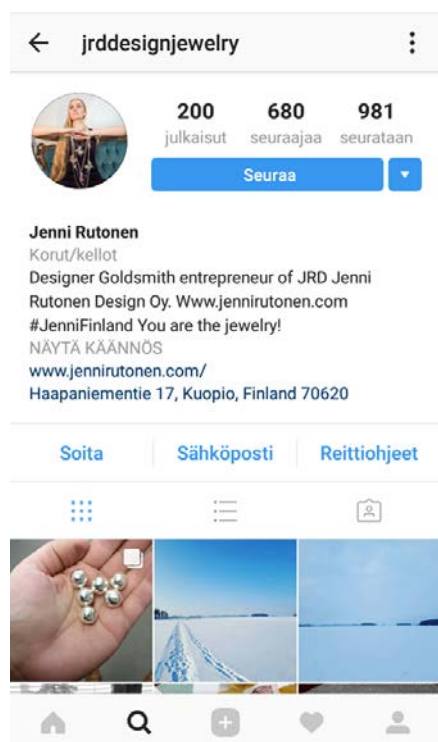 jrddesignjewelry
200 680 981
julkaisut seuraajaa seurataan
Seuraa
Jenni Rutonen
Korut/kellot
Designer Goldsmith entrepreneur of JRD Jenni
Rutonen Design Oy. Www.jennirutonen.com
#JenniFinland You are the jewelry!
NÄYTÄ KÄÄNNÖS
www.jennirutonen.com/
Haapaniementie 17, Kuopio, Finland 70620
Soita Sähköposti Reittiohjeet